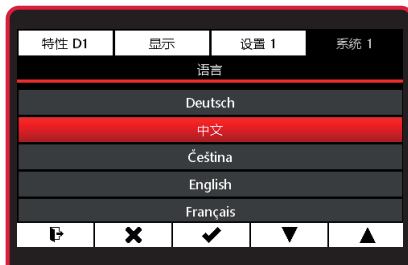 特性 D1 显示 设置 1 系统 1
语言
Deutsch
中文
Čeština
English
Français